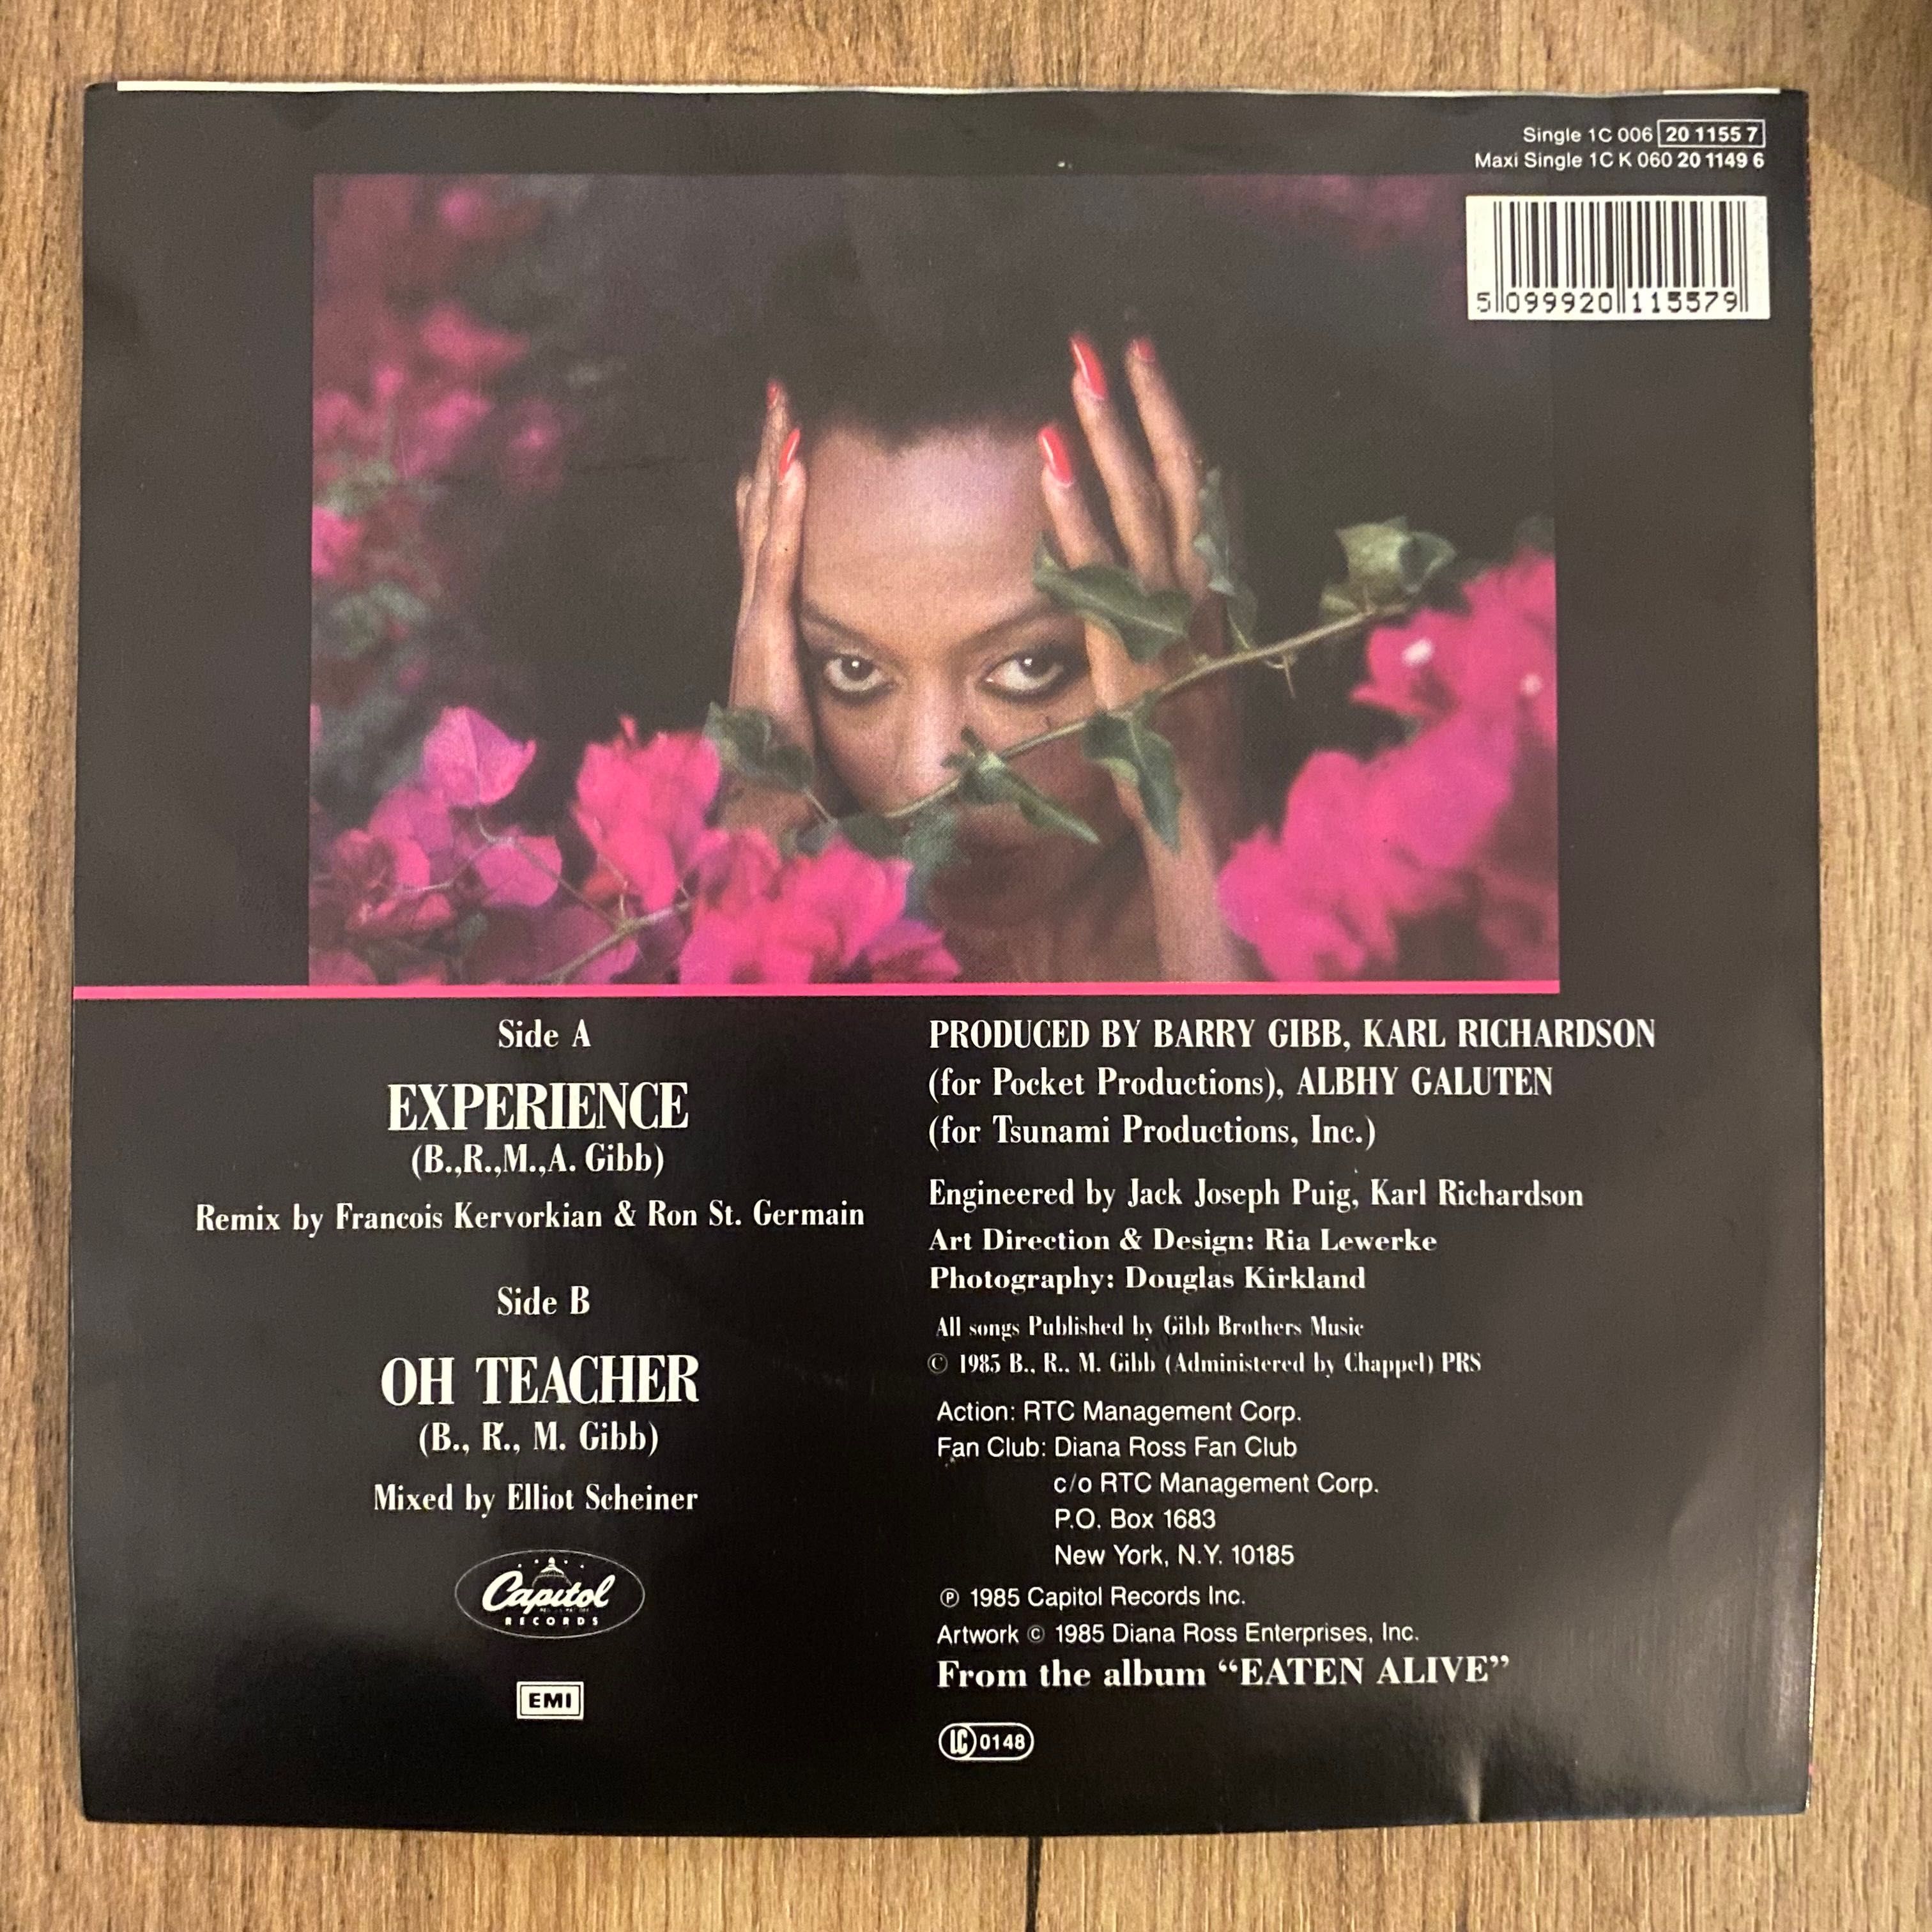 Single 1C 006 20 1155 7
Maxi Single 1C K 060 20 1149 6
5 099920 115579
Side A
EXPERIENCE
(B.,R.,M.,A. Gibb)
Remix by Francois Kervorkian & Ron St. Germain
Side B
OH TEACHER
(B., R., M. Gibb)
Mixed by Elliot Scheiner
Capitol
RECORDS
EMI
PRODUCED BY BARRY GIBB, KARL RICHARDSON
(for Pocket Productions), ALBHY GALUTEN
(for Tsunami Productions, Inc.)
Engineered by Jack Joseph Puig, Karl Richardson
Art Direction & Design: Ria Lewerke
Photography: Douglas Kirkland
All songs Published by Gibb Brothers Music
© 1985 B., R., M. Gibb (Administered by Chappel) PRS
Action: RTC Management Corp.
Fan Club: Diana Ross Fan Club
c/o RTC Management Corp.
P.O. Box 1683
New York, N.Y. 10185
℗ 1985 Capitol Records Inc.
Artwork © 1985 Diana Ross Enterprises, Inc.
From the album “EATEN ALIVE”
LC 0148